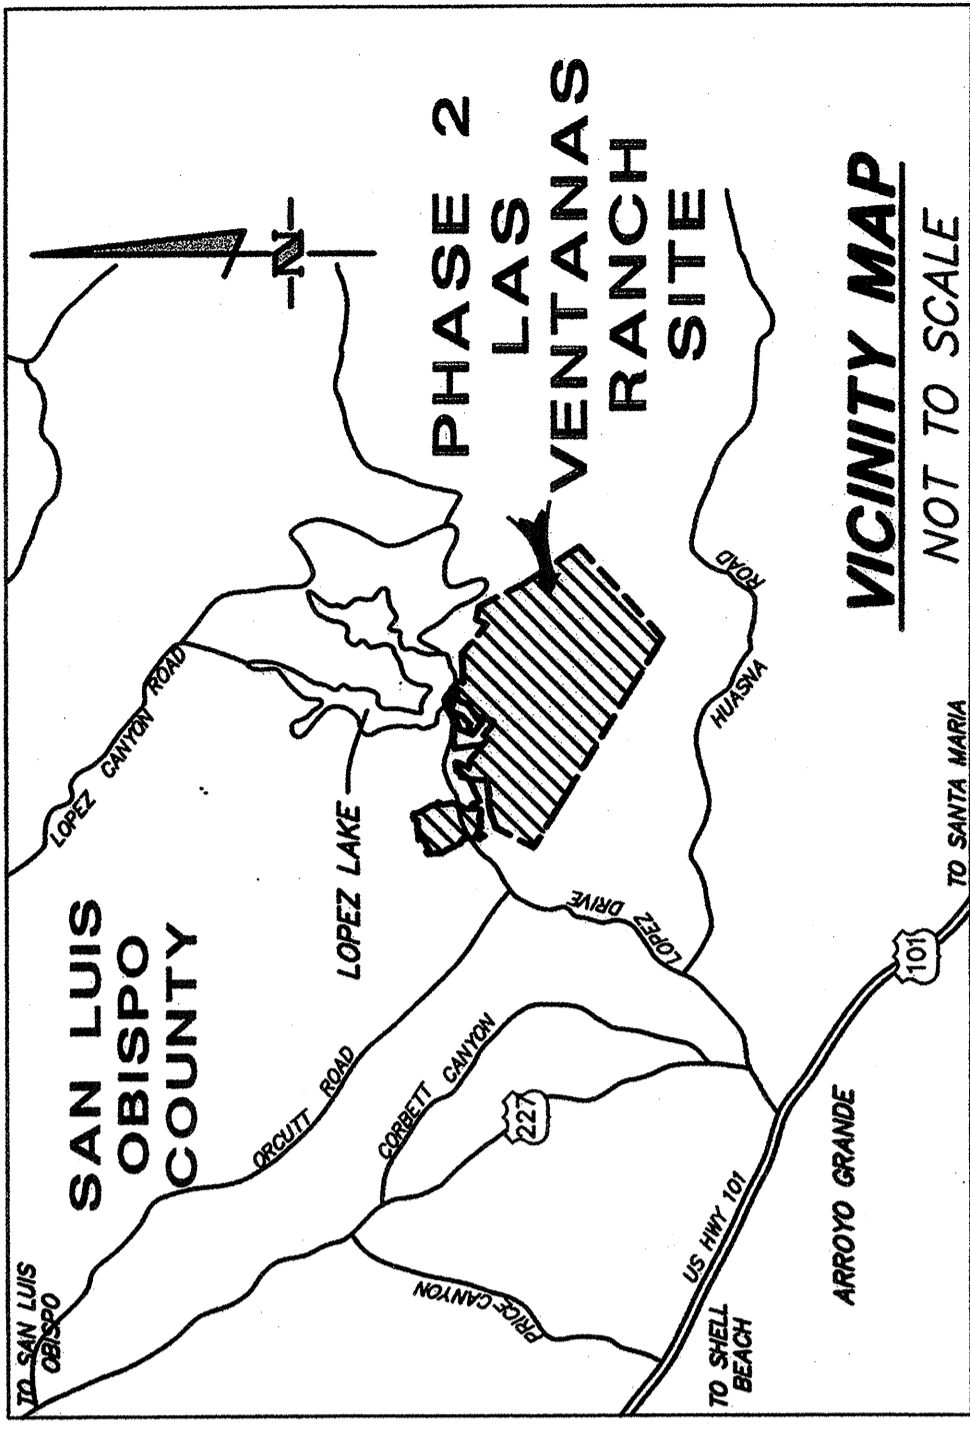 TO SAN LUIS
OBISPO
SAN LUIS
OBISPO
COUNTY
LOPEZ CANYON ROAD
ORCUTT ROAD
LOPEZ LAKE
PHASE 2
LAS
VENTANAS
RANCH
SITE
-N-
CORBETT CANYON
227
PRICE CANYON
LOPEZ DRIVE
HUASNA ROAD
US HWY 101
101
TO SHELL
BEACH
ARROYO GRANDE
TO SANTA MARIA
VICINITY MAP
NOT TO SCALE